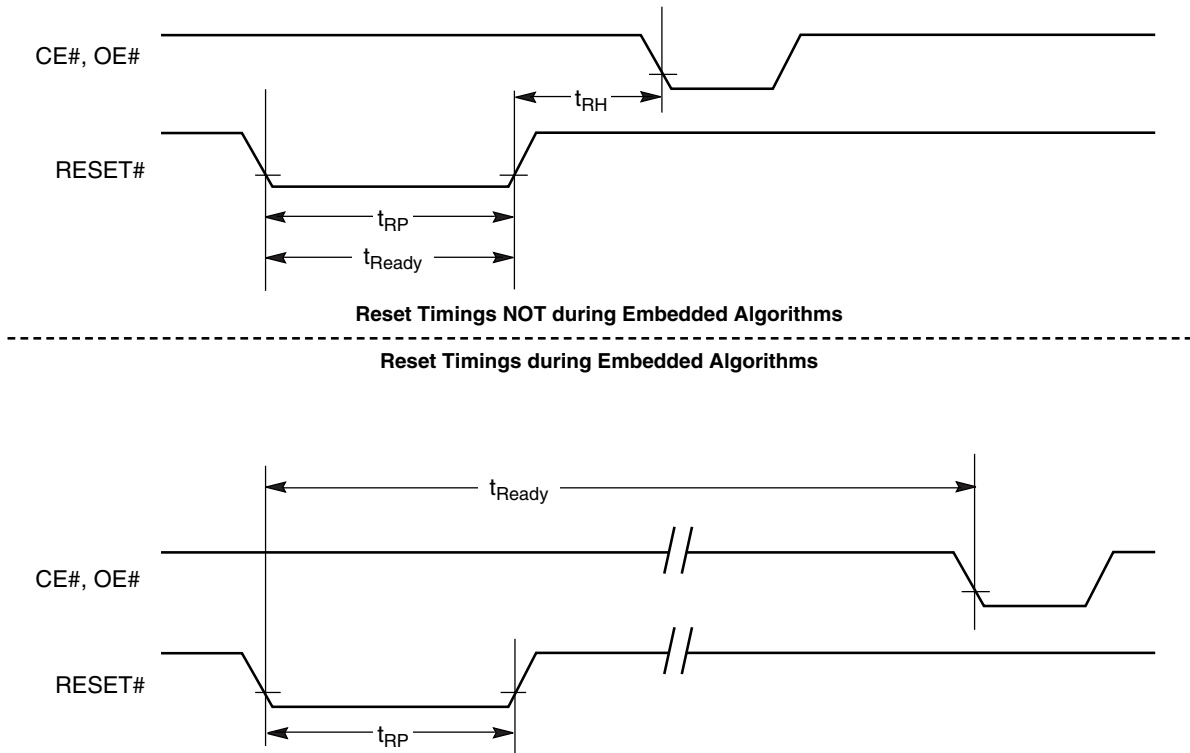 CE#, OE#
tRH
RESET#
tRP
tReady
Reset Timings NOT during Embedded Algorithms
Reset Timings during Embedded Algorithms
tReady
CE#, OE#
RESET#
tRP